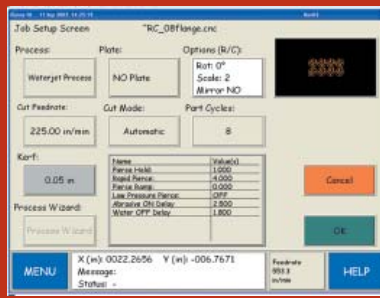 Job Setup Screen
"RC_08flange.cnc
Process:
Plate:
Options (R/C):
Waterjet Process
NO Plate
Rot: 0°
Scale: 2
Mirror NO
Cut Feedrate:
Cut Mode:
Part Cycles:
225.00 in/min
Automatic
8
Kerf:
0.05 in
Name Value(s)
Pierce Hold: 1.000
Rapid Pierce: 4.000
Pierce Ramp: 0.000
Low Pressure Pierce: OFF
Abrasive ON Delay 2.500
Water OFF Delay 1.800
Cancel
Process Wizard:
Process Wizard
OK
MENU
X (in): 0022.2656 Y (in): -006.7671
Message:
Status: -
Feedrate
in/min
HELP